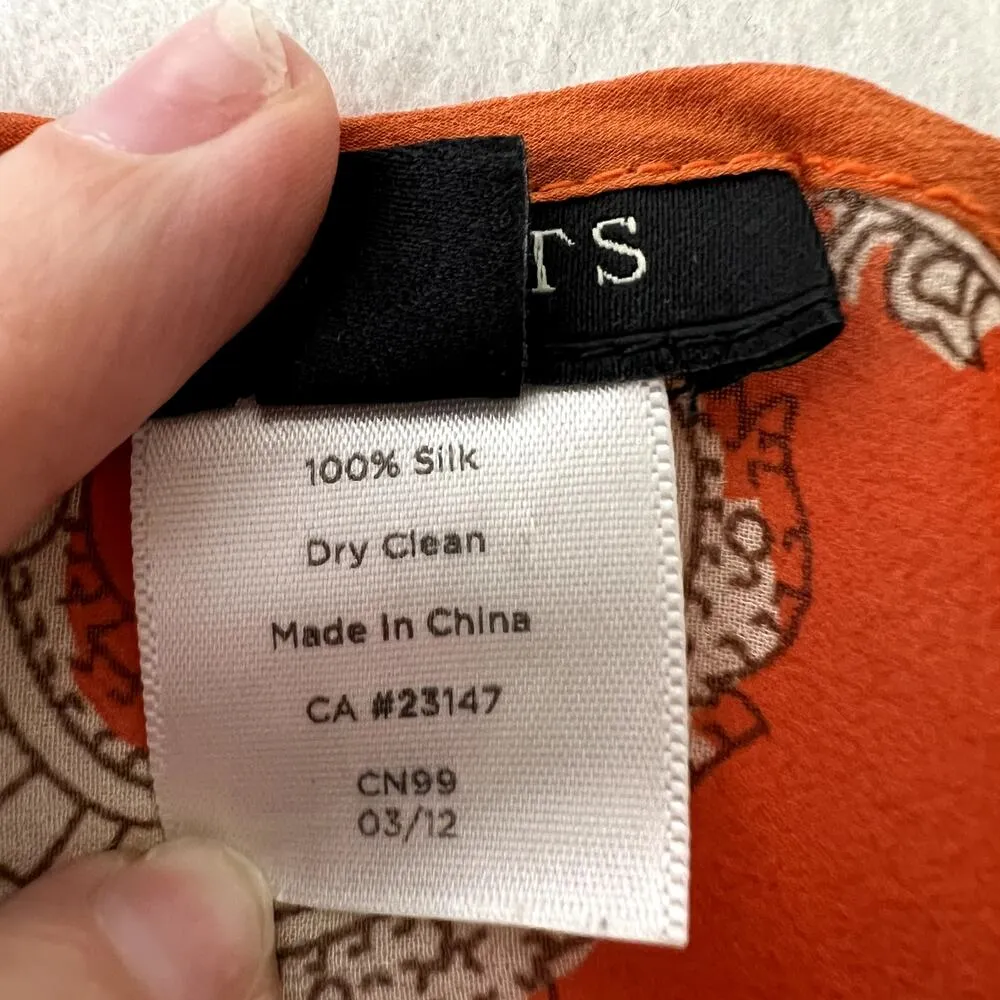 TS
100% Silk
Dry Clean
Made In China
CA #23147
CN99
03/12